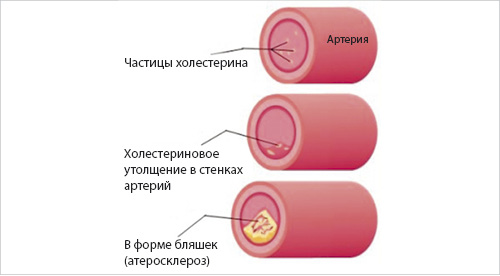 Артерия
Частицы холестерина
Холестериновое
утолщение в стенках
артерий
В форме бляшек
(атеросклероз)